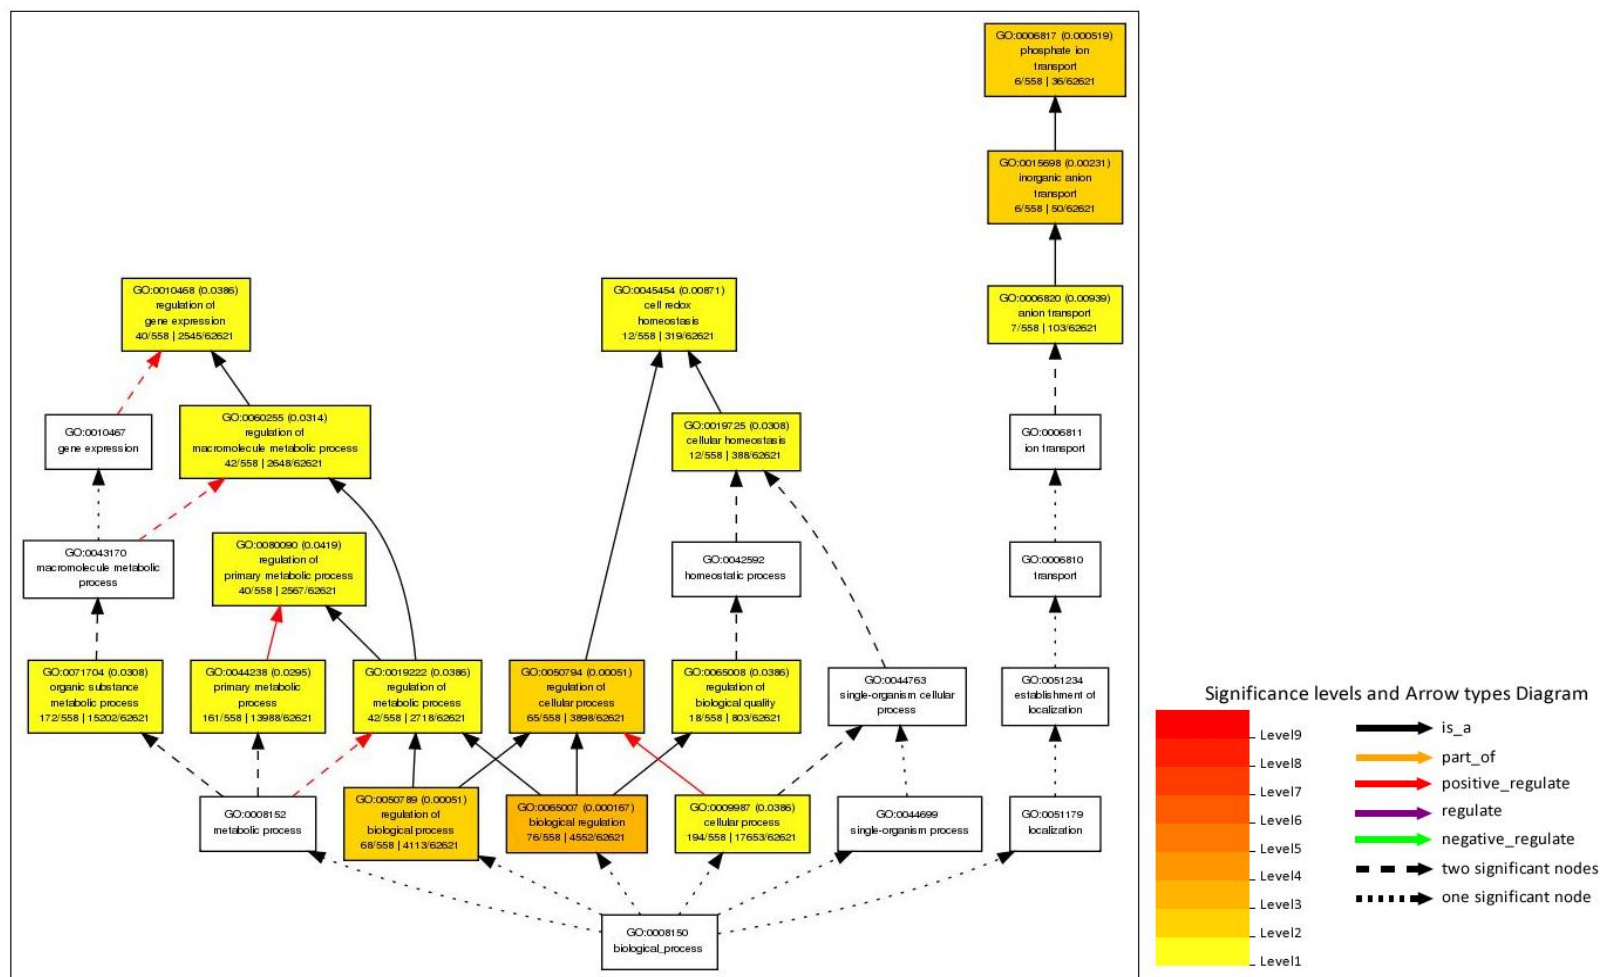 GO:0006817 (0.000519)
phosphate ion
transport
6/558 | 36/62621
GO:0015698 (0.00231)
inorganic anion
transport
6/558 | 50/62621
GO:0010468 (0.0386)
regulation of
gene expression
40/558 | 2545/62621
GO:0045454 (0.00871)
cell redox
homeostasis
12/558 | 319/62621
GO:0006820 (0.00939)
anion transport
7/558 | 103/62621
GO:0010467
gene expression
GO:0060255 (0.0314)
regulation of
macromolecule metabolic process
42/558 | 2648/62621
GO:0019725 (0.0308)
cellular homeostasis
12/558 | 388/62621
GO:0006811
ion transport
GO:0043170
macromolecule metabolic
process
GO:0080090 (0.0419)
regulation of
primary metabolic process
40/558 | 2567/62621
GO:0042592
homeostatic process
GO:0006810
transport
GO:0071704 (0.0308)
organic substance
metabolic process
172/558 | 15202/62621
GO:0044238 (0.0295)
primary metabolic
process
161/558 | 13988/62621
GO:0019222 (0.0386)
regulation of
metabolic process
42/558 | 2718/62621
GO:0050794 (0.00051)
regulation of
cellular process
65/558 | 3898/62621
GO:0065008 (0.0386)
regulation of
biological quality
18/558 | 803/62621
GO:0044763
single-organism cellular
process
GO:0051234
establishment of
localization
GO:0008152
metabolic process
GO:0050789 (0.00051)
regulation of
biological process
68/558 | 4113/62621
GO:0065007 (0.000167)
biological regulation
76/558 | 4552/62621
GO:0009987 (0.0386)
cellular process
194/558 | 17653/62621
GO:0044699
single-organism process
GO:0051179
localization
GO:0008150
biological_process
Significance levels and Arrow types Diagram
Level9
Level8
Level7
Level6
Level5
Level4
Level3
Level2
Level1
is_a
part_of
positive_regulate
regulate
negative_regulate
two significant nodes
one significant node